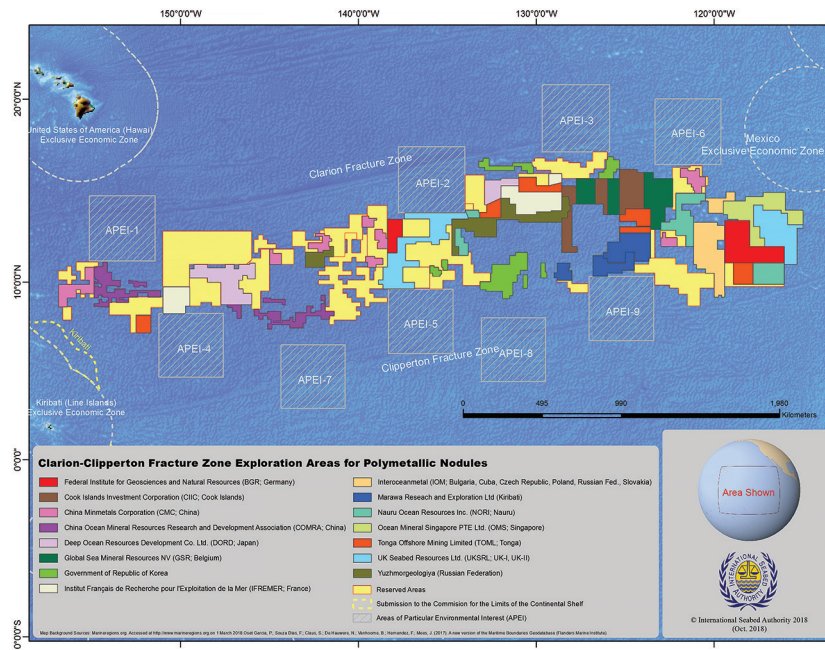 150°0'0"W
140°0'0"W
130°0'0"W
120°0'0"W
20°0'0"N
10°0'0"N
0°0'0"
0°0'0"S
United States of America (Hawai)
Exclusive Economic Zone
Mexico
Exclusive Economic Zone
Clarion Fracture Zone
Clipperton Fracture Zone
APEI-1
APEI-2
APEI-3
APEI-6
APEI-4
APEI-7
APEI-5
APEI-8
APEI-9
Kiribati
Kiribati (Line Islands)
Exclusive Economic Zone
0 495 990 1,980
Kilometers
Clarion-Clipperton Fracture Zone Exploration Areas for Polymetallic Nodules
Federal Institute for Geosciences and Natural Resources (BGR; Germany)
Cook Islands Investment Corporation (CIIC; Cook Islands)
China Minmetals Corporation (CMC; China)
China Ocean Mineral Resources Research and Development Association (COMRA; China)
Deep Ocean Resources Development Co. Ltd. (DORD; Japan)
Global Sea Mineral Resources NV (GSR; Belgium)
Government of Republic of Korea
Institut Français de Recherche pour l'Exploitation de la Mer (IFREMER; France)
Interoceanmetal (IOM; Bulgaria, Cuba, Czech Republic, Poland, Russian Fed., Slovakia)
Marawa Reseach and Exploration Ltd (Kiribati)
Nauru Ocean Resources Inc. (NORI; Nauru)
Ocean Mineral Singapore PTE Ltd. (OMS; Singapore)
Tonga Offshore Mining Limited (TOML; Tonga)
UK Seabed Resources Ltd. (UKSRL; UK-I, UK-II)
Yuzhmorgeologiya (Russian Federation)
Reserved Areas
Submission to the Commision for the Limits of the Continental Shelf
Areas of Particular Environmental Interest (APEI)
Area Shown
INTERNATIONAL SEABED AUTHORITY
© International Seabed Authority 2018
(Oct. 2018)